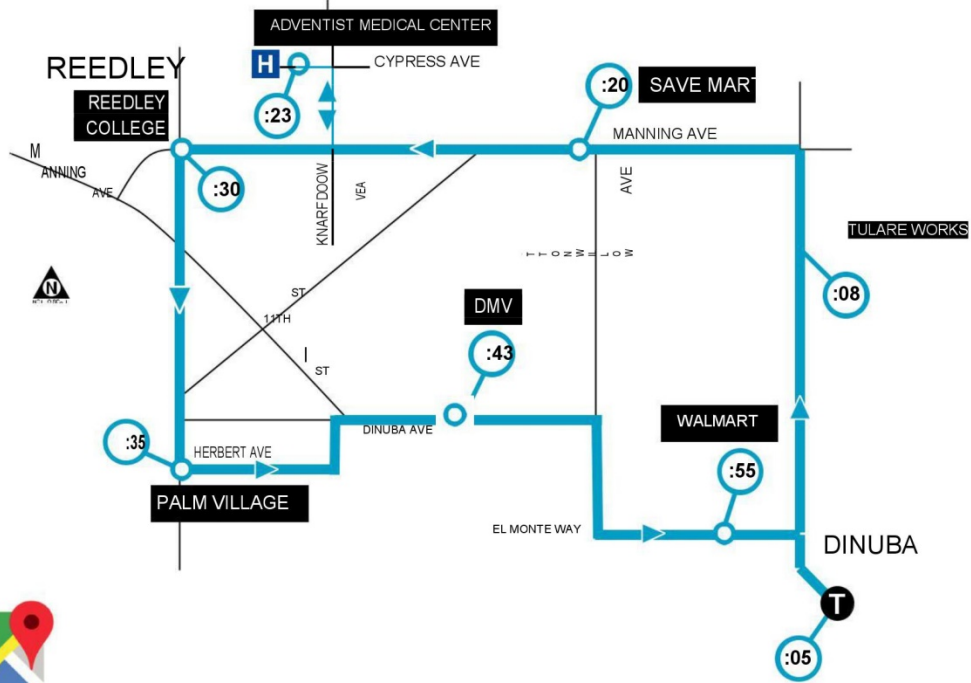 ADVENTIST MEDICAL CENTER
REEDLEY
H
CYPRESS AVE
:20
SAVE MART
REEDLEY
COLLEGE
:23
MANNING AVE
M
ANNING
AVE
:30
KNARFDOOW
VEA
AVE
TTONWILLOW
TULARE WORKS
N
ST
11TH
I
ST
DMV
:08
:43
:35
HERBERT AVE
DINUBA AVE
WALMART
:55
PALM VILLAGE
EL MONTE WAY
DINUBA
T
:05